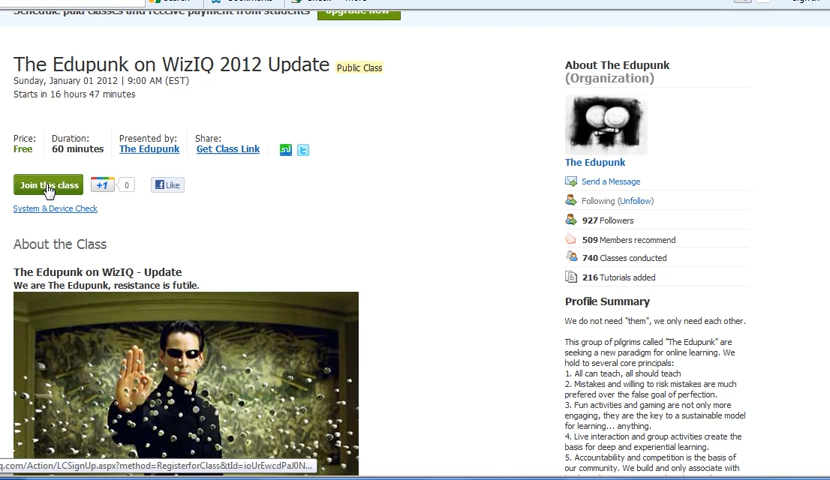 Schedule paid classes and receive payment from students
Upgrade Now
The Edupunk on WizIQ 2012 Update Public Class
Sunday, January 01 2012 | 9:00 AM (EST)
Starts in 16 hours 47 minutes
Price: Duration: Presented by: Share:
Free 60 minutes The Edupunk Get Class Link
Join this class +1 0 Like
System & Device Check
About the Class
The Edupunk on WizIQ - Update
We are The Edupunk, resistance is futile.
q.com/Action/LCSignUp.aspx?method=RegisterforClass&tId=ioUrEwcdPaJ0N...
About The Edupunk
(Organization)
The Edupunk
Send a Message
Following (Unfollow)
927 Followers
509 Members recommend
740 Classes conducted
216 Tutorials added
Profile Summary
We do not need "them", we only need each other.
This group of pilgrims called "The Edupunk" are
seeking a new paradigm for online learning. We
hold to several core principals:
1. All can teach, all should teach
2. Mistakes and willing to risk mistakes are much
prefered over the false goal of perfection.
3. Fun activities and gaming are not only more
engaging, they are the key to a sustainable model
for learning... anything.
4. Live interaction and group activities create the
basis for deep and experiential learning.
5. Accountability and competition is the basis of
our community. We build and only associate with